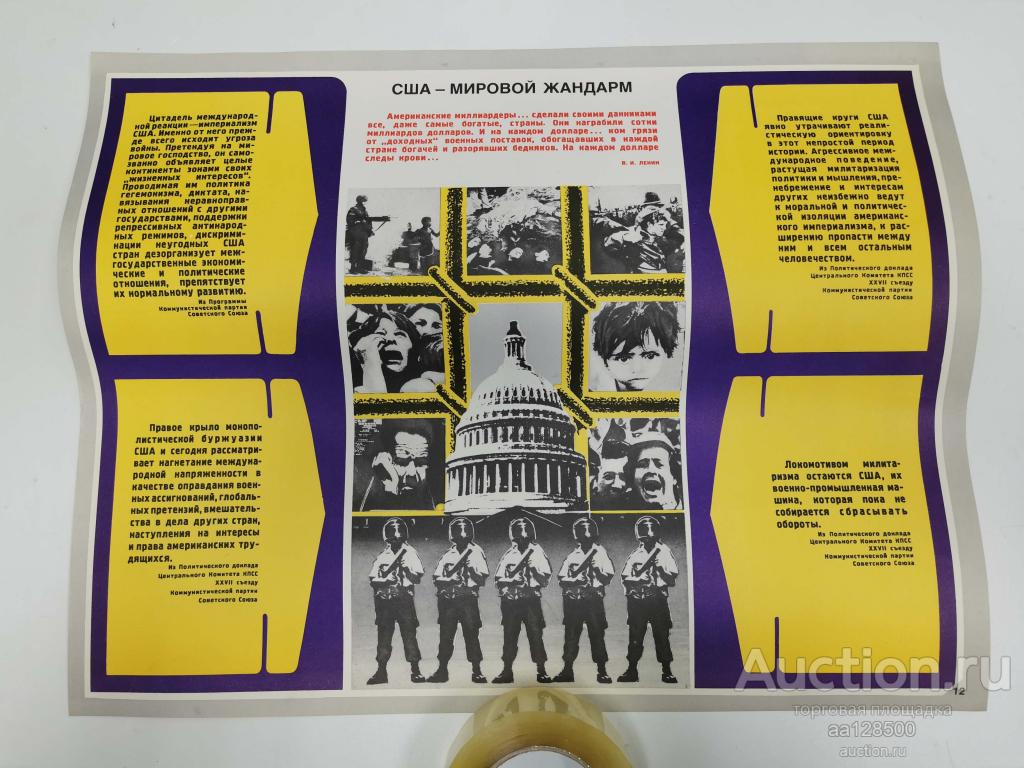 США – МИРОВОЙ ЖАНДАРМ
Американские миллиардеры... сделали своими данниками
все, даже самые богатые, страны. Они награбили сотни
миллиардов долларов. И на каждом долларе... ком грязи
от „доходных" военных поставок, обогащавших в каждой
стране богачей и разорявших бедняков. На каждом долларе
следы крови...
В. И. ЛЕНИН
Цитадель международ-
ной реакции—империализм
США. Именно от него преж-
де всего исходит угроза
войны. Претендуя на ми-
ровое господство, он само-
званно объявляет целые
континенты зонами своих
„жизненных интересов".
Проводимая им политика
гегемонизма, диктата, на-
вязывания неравноправ-
ных отношений с другими
государствами, поддержки
репрессивных антинарод-
ных режимов, дискрими-
нации неугодных США
стран дезорганизует меж-
государственные экономи-
ческие и политические
отношения, препятствует
их нормальному развитию.
Из Программы
Коммунистической партии
Советского Союза
Правящие круги США
явно утрачивают реали-
стическую ориентировку
в этот непростой период
истории. Агрессивное меж-
дународное поведение,
растущая милитаризация
политики и мышления, пре-
небрежение к интересам
других неизбежно ведут
к моральной и политичес-
кой изоляции американс-
кого империализма, к рас-
ширению пропасти между
ним и всем остальным
человечеством.
Из Политического доклада
Центрального Комитета КПСС
XXVII съезду
Коммунистической партии
Советского Союза
Правое крыло монопо-
листической буржуазии
США и сегодня рассматри-
вает нагнетание междуна-
родной напряженности в
качестве оправдания воен-
ных ассигнований, глобаль-
ных претензий, вмешатель-
ства в дела других стран,
наступления на интересы
и права американских тру-
дящихся.
Из Политического доклада
Центрального Комитета КПСС
XXVII съезду
Коммунистической партии
Советского Союза
Локомотивом милита-
ризма остаются США, их
военно-промышленная ма-
шина, которая пока не
собирается сбрасывать
обороты.
Из Политического доклада
Центрального Комитета КПСС
XXVII съезду
Коммунистической партии
Советского Союза
12
Auction.ru
торговая площадка
aa128500
auction.ru